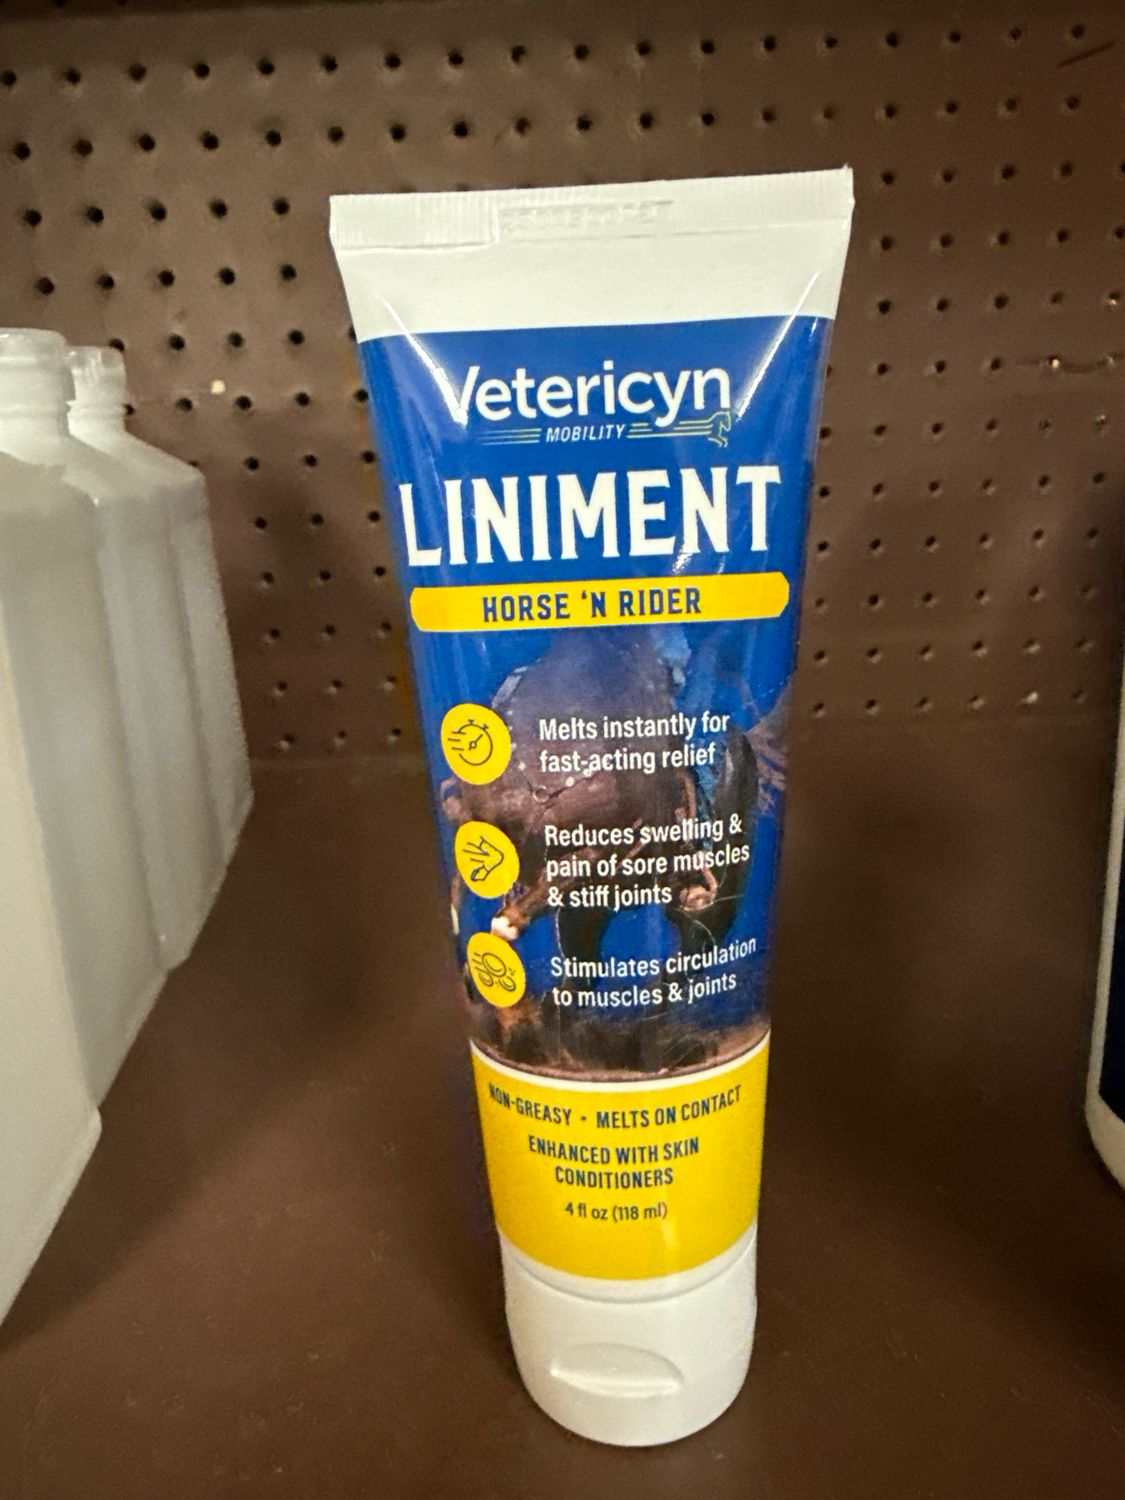 Vetericyn
MOBILITY
LINIMENT
HORSE ‘N RIDER
Melts instantly for
fast-acting relief
Reduces swelling &
pain of sore muscles
& stiff joints
Stimulates circulation
to muscles & joints
NON-GREASY • MELTS ON CONTACT
ENHANCED WITH SKIN
CONDITIONERS
4 fl oz (118 ml)